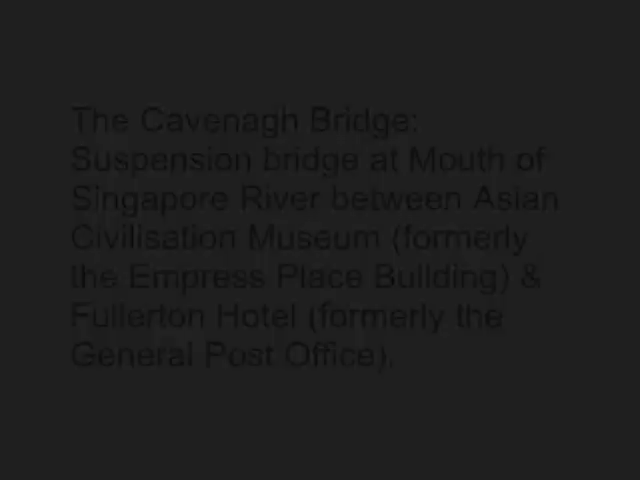 The Cavenagh Bridge:
Suspension bridge at Mouth of
Singapore River between Asian
Civilisation Museum (formerly
the Empress Place Building) &
Fullerton Hotel (formerly the
General Post Office).